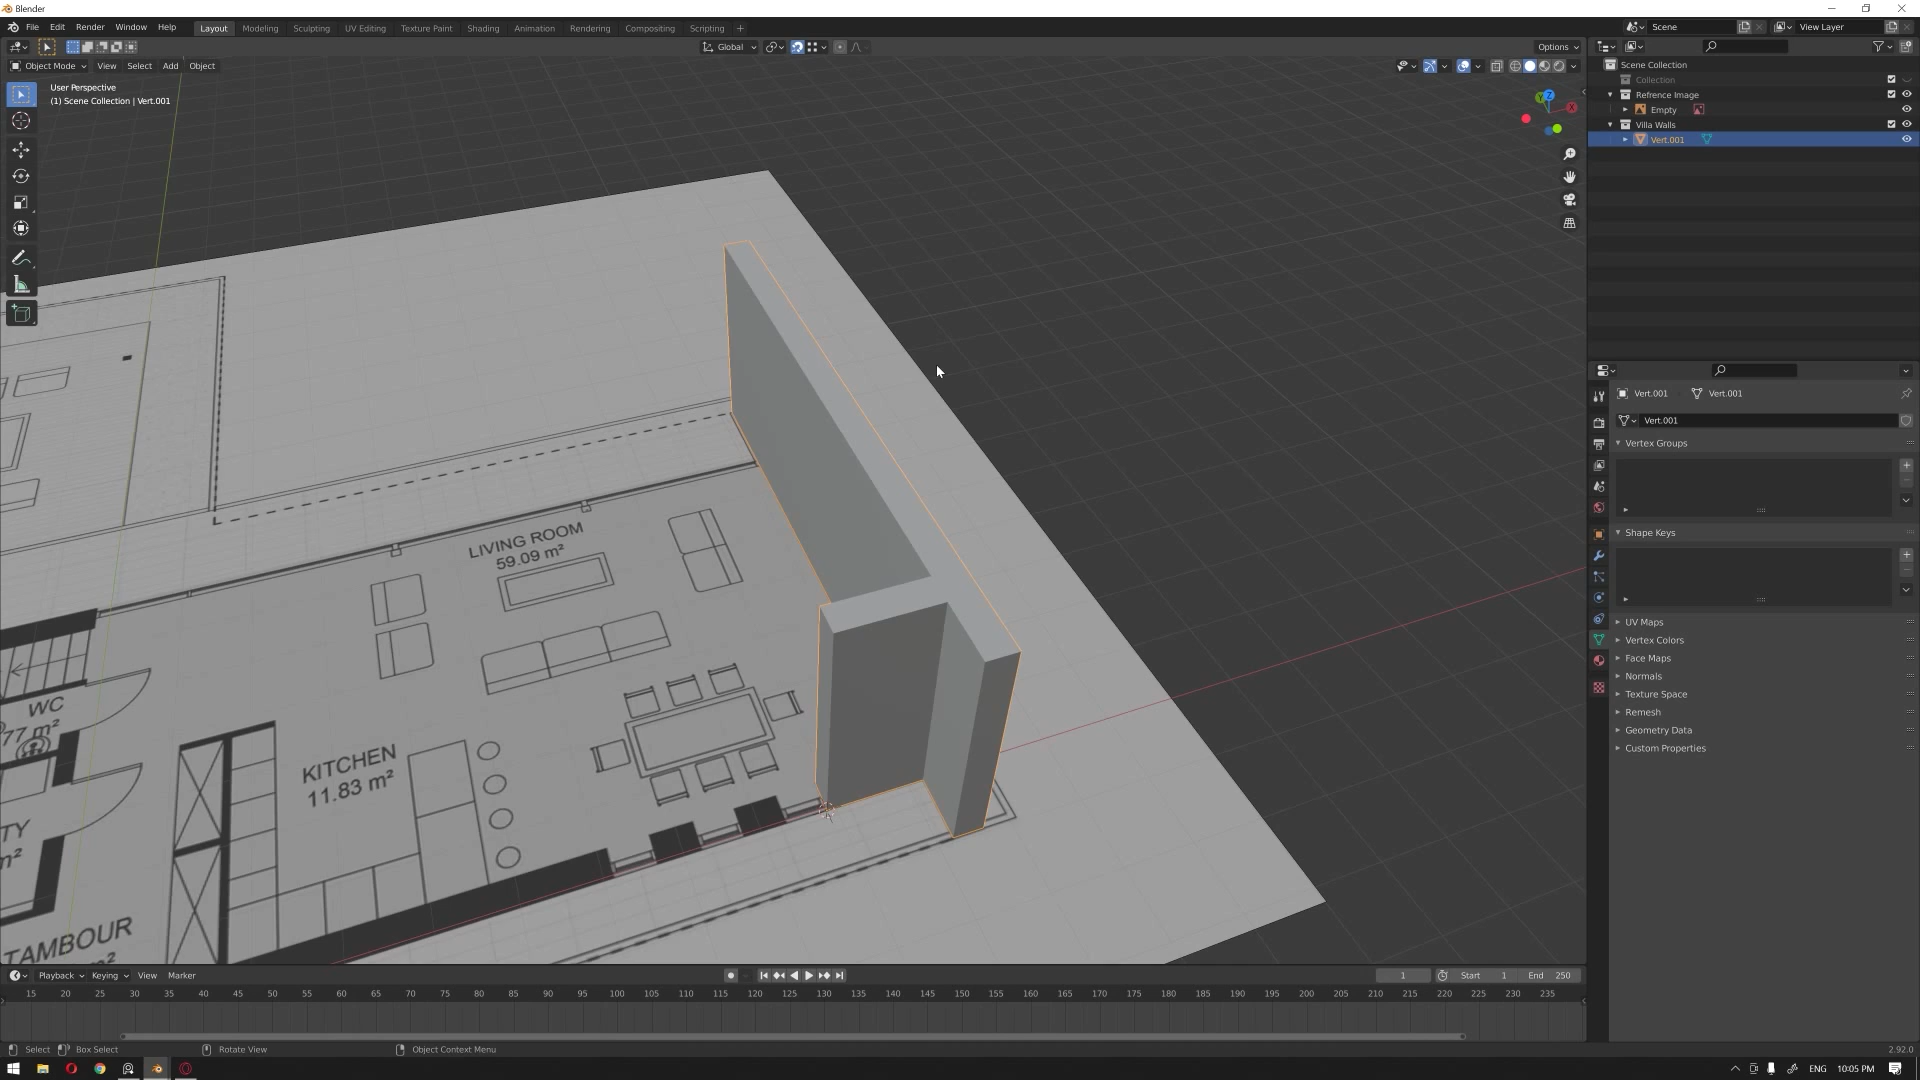 Blender
File Edit Render Window Help
Layout Modeling Sculpting UV Editing Texture Paint Shading Animation Rendering Compositing Scripting +
Scene
View Layer
Global
Options
Object Mode View Select Add Object
User Perspective
(1) Scene Collection | Vert.001
Scene Collection
Collection
Refrence Image
Empty
Villa Walls
Vert.001
Vert.001 Vert.001
Vert.001
Vertex Groups
Shape Keys
UV Maps
Vertex Colors
Face Maps
Normals
Texture Space
Remesh
Geometry Data
Custom Properties
Z
X
LIVING ROOM
59.09 m²
WC
77 m²
KITCHEN
11.83 m²
TY
m²
TAMBOUR
Playback Keying View Marker
1 Start 1 End 250
15 20 25 30 35 40 45 50 55 60 65 70 75 80 85 90 95 100 105 110 115 120 125 130 135 140 145 150 155 160 165 170 175 180 185 190 195 200 205 210 215 220 225 230 235
Select Box Select Rotate View Object Context Menu 2.92.0
ENG 10:05 PM